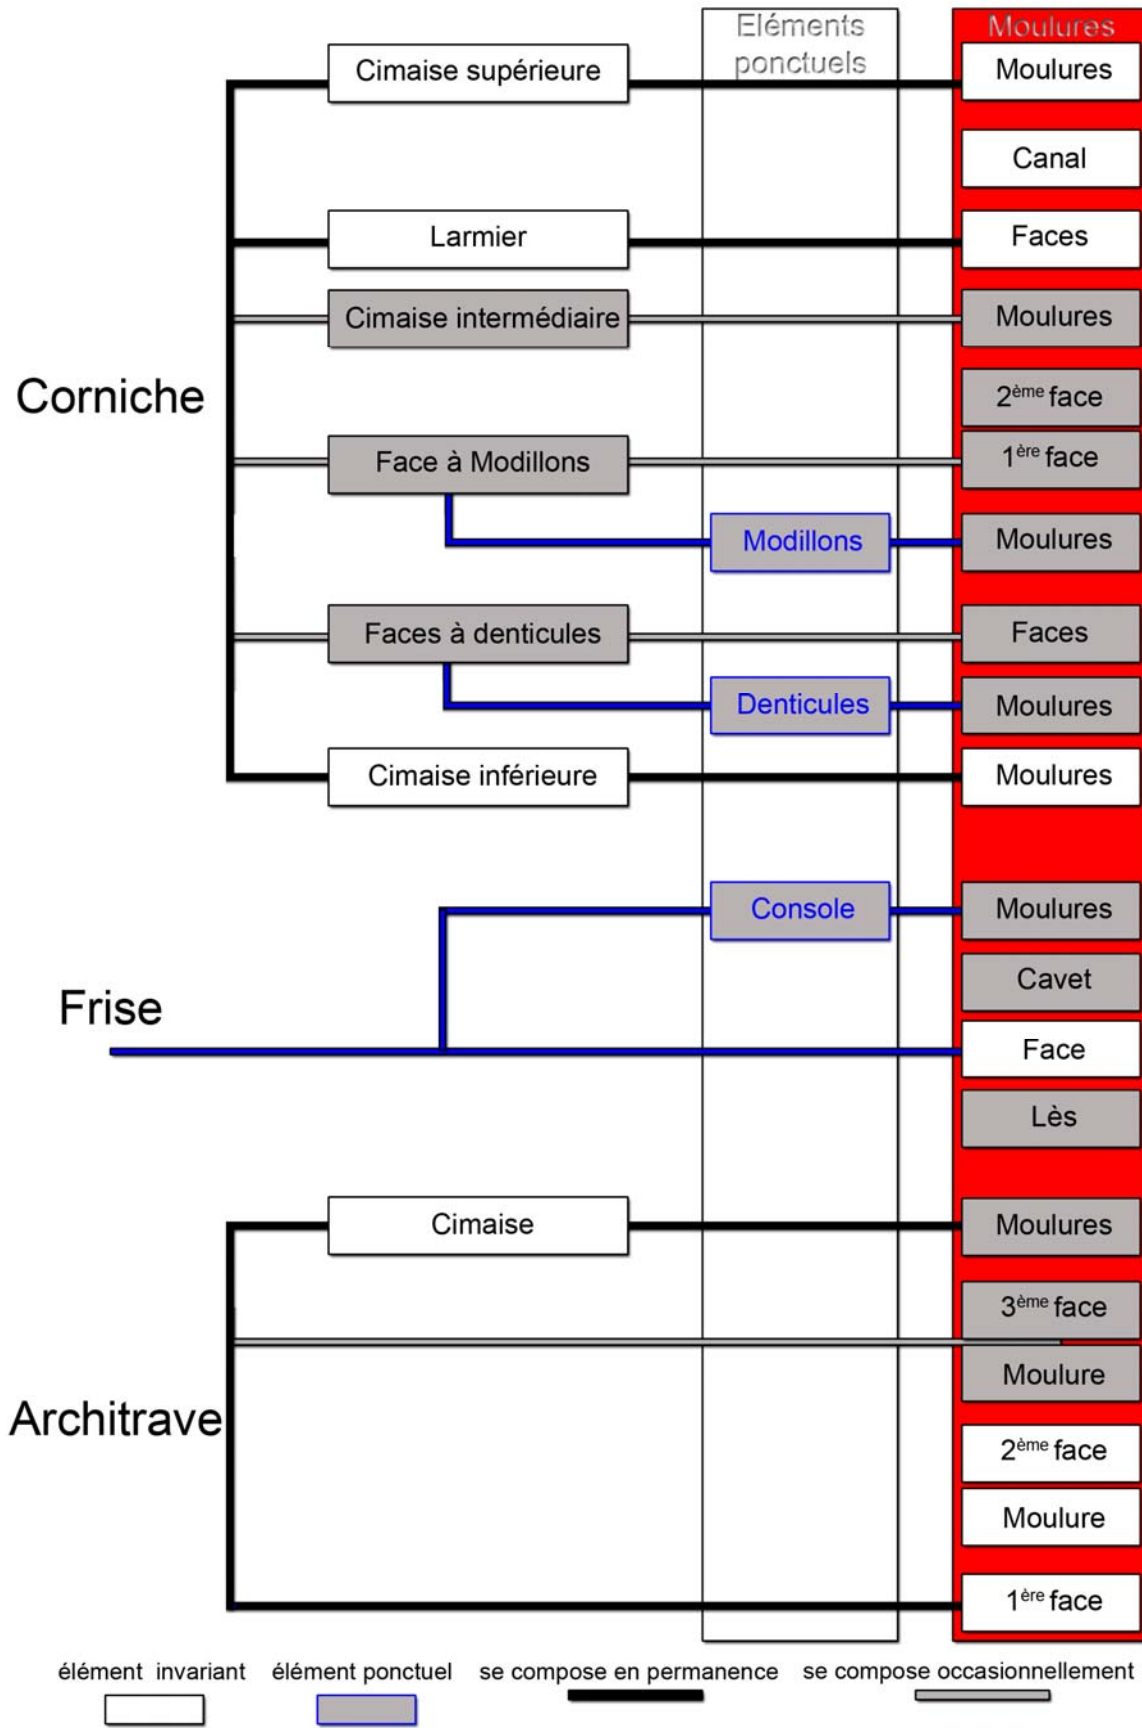 Eléments
ponctuels
Moulures
Cimaise supérieure
Moulures
Canal
Larmier
Faces
Cimaise intermédiaire
Moulures
Corniche
2ème face
Face à Modillons
1ère face
Modillons
Moulures
Faces à denticules
Faces
Denticules
Moulures
Cimaise inférieure
Moulures
Console
Moulures
Cavet
Frise
Face
Lès
Cimaise
Moulures
3ème face
Moulure
Architrave
2ème face
Moulure
1ère face
élément invariant
élément ponctuel
se compose en permanence
se compose occasionnellement